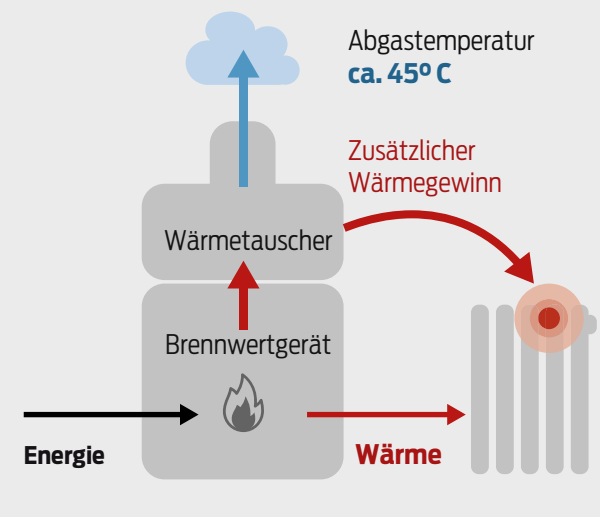 Abgastemperatur
ca. 45º C
Zusätzlicher
Wärmegewinn
Wärmetauscher
Brennwertgerät
Energie
Wärme